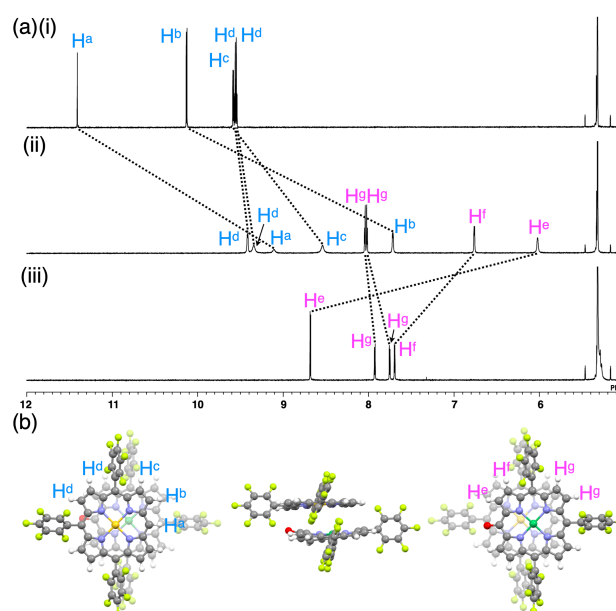 (a)(i)
Hᵃ Hᵇ Hᵈ Hᵈ
Hᶜ
(ii)
HᵍHᵍ
Hᵈ Hᵈ Hᵃ Hᶜ Hᵇ Hᶠ Hᵉ
(iii)
Hᵉ
Hᵍ Hᵍ Hᶠ
12 11 10 9 8 7 6
(b)
Hᵈ Hᶜ Hᶠ Hᵍ
Hᵈ Hᵇ Hᵉ Hᵍ
Hᵃ